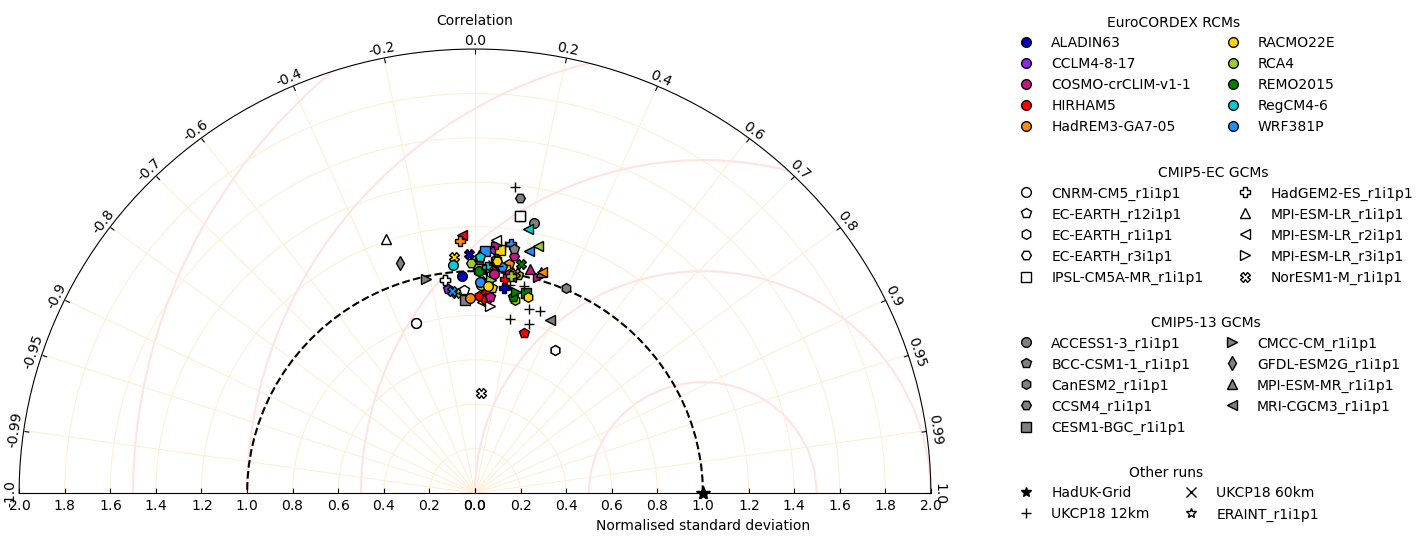 Correlation
0.0
-0.2
0.2
-0.4
0.4
-0.6
0.6
-0.7
0.7
-0.8
0.8
-0.9
0.9
-0.95
0.95
-0.99
0.99
-1.0
1.0
2.0 1.8 1.6 1.4 1.2 1.0 0.8 0.6 0.4 0.2 0.0 0.0 0.2 0.4 0.6 0.8 1.0 1.2 1.4 1.6 1.8 2.0
Normalised standard deviation
EuroCORDEX RCMs
ALADIN63 RACMO22E
CCLM4-8-17 RCA4
COSMO-crCLIM-v1-1 REMO2015
HIRHAM5 RegCM4-6
HadREM3-GA7-05 WRF381P
CMIP5-EC GCMs
CNRM-CM5_r1i1p1 HadGEM2-ES_r1i1p1
EC-EARTH_r12i1p1 MPI-ESM-LR_r1i1p1
EC-EARTH_r1i1p1 MPI-ESM-LR_r2i1p1
EC-EARTH_r3i1p1 MPI-ESM-LR_r3i1p1
IPSL-CM5A-MR_r1i1p1 NorESM1-M_r1i1p1
CMIP5-13 GCMs
ACCESS1-3_r1i1p1 CMCC-CM_r1i1p1
BCC-CSM1-1_r1i1p1 GFDL-ESM2G_r1i1p1
CanESM2_r1i1p1 MPI-ESM-MR_r1i1p1
CCSM4_r1i1p1 MRI-CGCM3_r1i1p1
CESM1-BGC_r1i1p1
Other runs
HadUK-Grid UKCP18 60km
UKCP18 12km ERAINT_r1i1p1